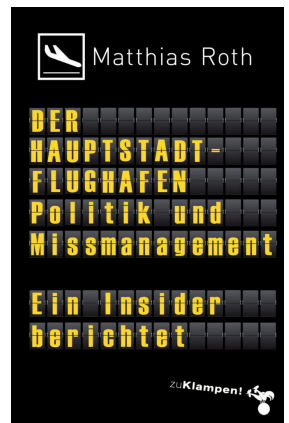 Matthias Roth
DER
HAUPTSTADT-
FLUGHAFEN
Politik und
Missmanagement
Ein Insider
berichtet
zuKlampen!